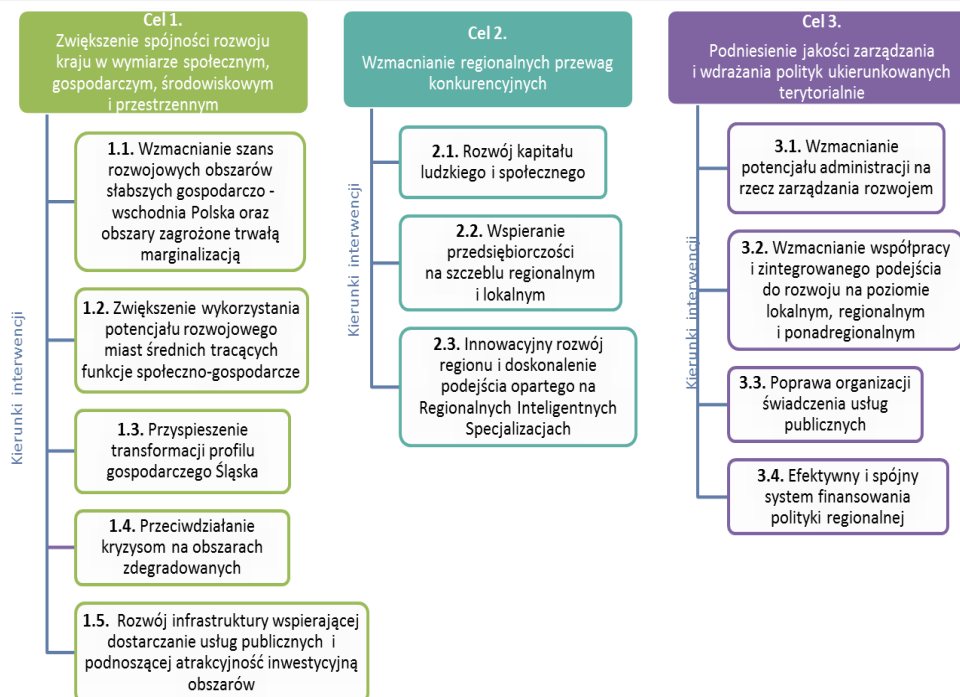 Cel 1.
Zwiększenie spójności rozwoju
kraju w wymiarze społecznym,
gospodarczym, środowiskowym
i przestrzennym
Kierunki interwencji
1.1. Wzmacnianie szans
rozwojowych obszarów
słabszych gospodarczo -
wschodnia Polska oraz
obszary zagrożone trwałą
marginalizacją
1.2. Zwiększenie wykorzystania
potencjału rozwojowego
miast średnich tracących
funkcje społeczno-gospodarcze
1.3. Przyspieszenie
transformacji profilu
gospodarczego Śląska
1.4. Przeciwdziałanie
kryzysom na obszarach
zdegradowanych
1.5. Rozwój infrastruktury wspierającej
dostarczanie usług publicznych i
podnoszącej atrakcyjność inwestycyjną
obszarów
Cel 2.
Wzmacnianie regionalnych przewag
konkurencyjnych
Kierunki interwencji
2.1. Rozwój kapitału
ludzkiego i społecznego
2.2. Wspieranie
przedsiębiorczości
na szczeblu regionalnym
i lokalnym
2.3. Innowacyjny rozwój
regionu i doskonalenie
podejścia opartego na
Regionalnych Inteligentnych
Specjalizacjach
Cel 3.
Podniesienie jakości zarządzania
i wdrażania polityk ukierunkowanych
terytorialnie
Kierunki interwencji
3.1. Wzmacnianie
potencjału administracji na
rzecz zarządzania rozwojem
3.2. Wzmacnianie współpracy
i zintegrowanego podejścia
do rozwoju na poziomie
lokalnym, regionalnym
i ponadregionalnym
3.3. Poprawa organizacji
świadczenia usług
publicznych
3.4. Efektywny i spójny
system finansowania
polityki regionalnej